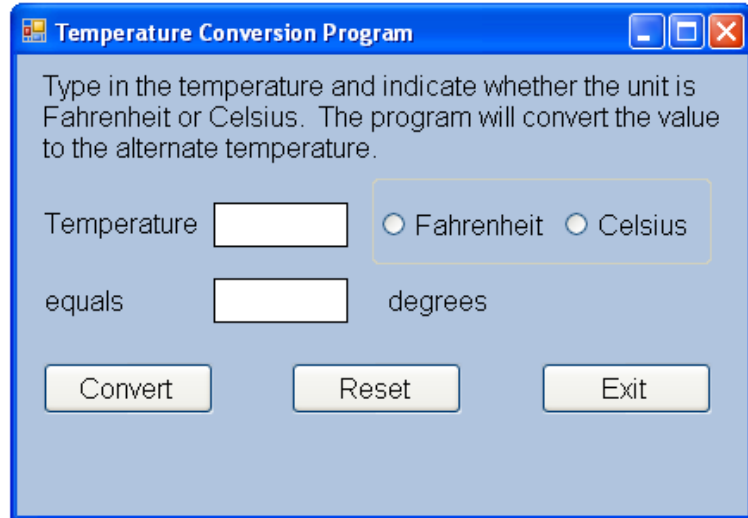 Temperature Conversion Program
Type in the temperature and indicate whether the unit is
Fahrenheit or Celsius.  The program will convert the value
to the alternate temperature.
Temperature Fahrenheit Celsius
equals degrees
Convert Reset Exit